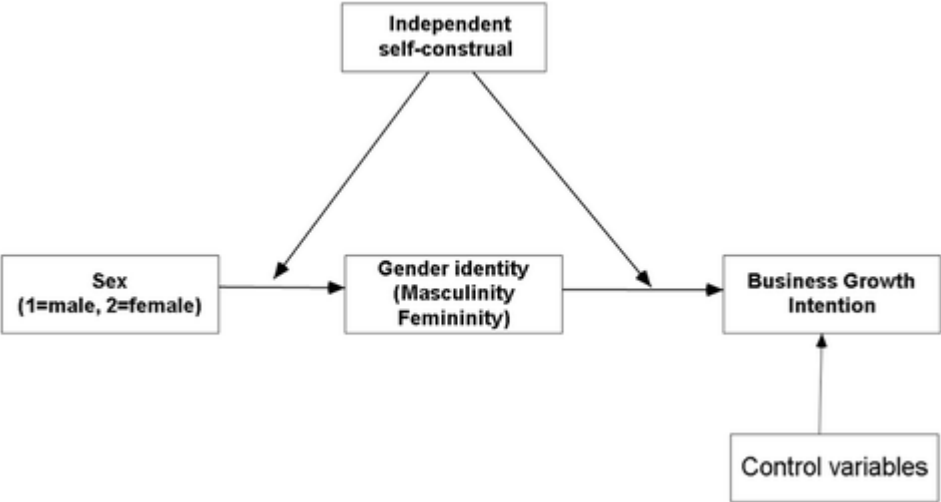 Independent
self-construal
Sex
(1=male, 2=female)
Gender identity
(Masculinity
Femininity)
Business Growth
Intention
Control variables